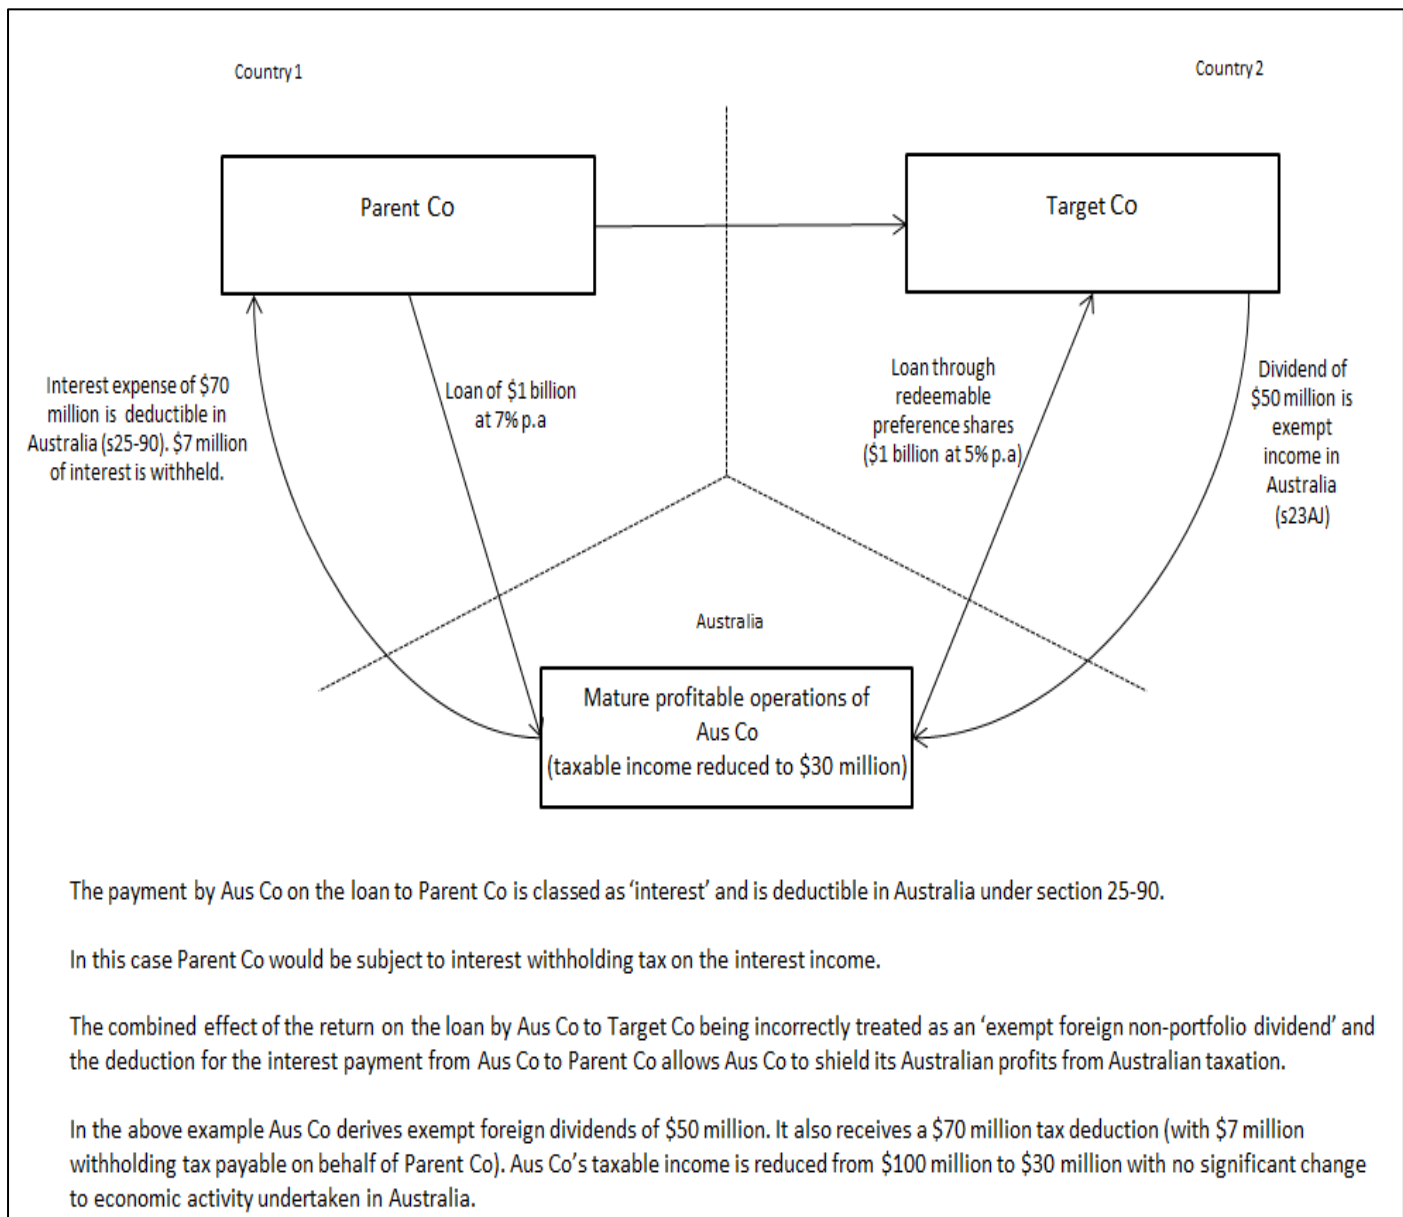 Country 1
Country 2
Parent Co
Target Co
Interest expense of $70
million is deductible in
Australia (s25-90). $7 million
of interest is withheld.
Loan of $1 billion
at 7% p.a
Loan through
redeemable
preference shares
($1 billion at 5% p.a)
Dividend of
$50 million is
exempt
income in
Australia
(s23AJ)
Australia
Mature profitable operations of
Aus Co
(taxable income reduced to $30 million)
The payment by Aus Co on the loan to Parent Co is classed as ‘interest’ and is deductible in Australia under section 25-90.
In this case Parent Co would be subject to interest withholding tax on the interest income.
The combined effect of the return on the loan by Aus Co to Target Co being incorrectly treated as an ‘exempt foreign non-portfolio dividend’ and
the deduction for the interest payment from Aus Co to Parent Co allows Aus Co to shield its Australian profits from Australian taxation.
In the above example Aus Co derives exempt foreign dividends of $50 million. It also receives a $70 million tax deduction (with $7 million
withholding tax payable on behalf of Parent Co). Aus Co’s taxable income is reduced from $100 million to $30 million with no significant change
to economic activity undertaken in Australia.